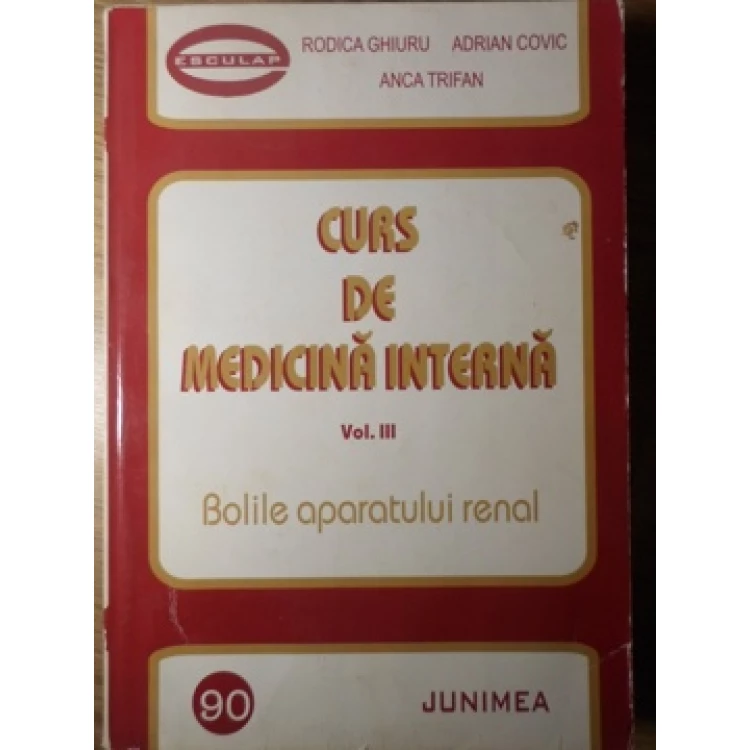 ESCULAP
RODICA GHIURU ADRIAN COVIC
ANCA TRIFAN
CURS
DE
MEDICINĂ INTERNĂ
Vol. III
Bolile aparatului renal
90
JUNIMEA